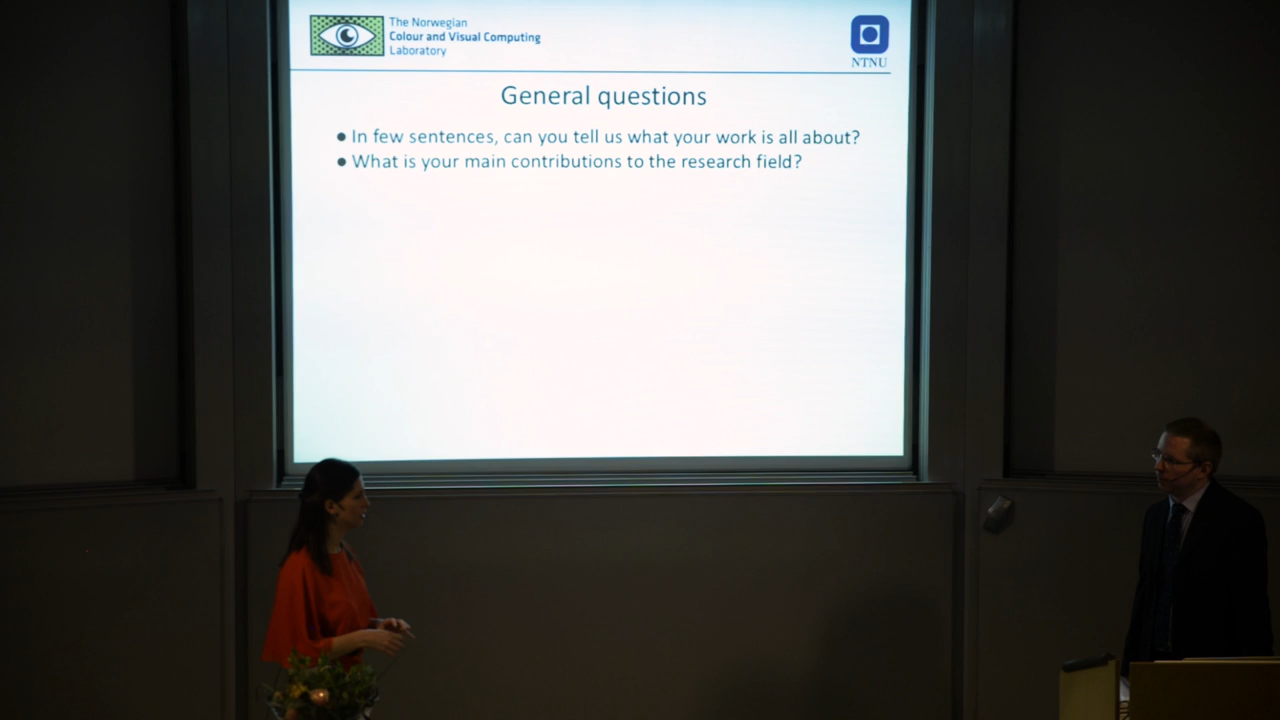 The Norwegian
Colour and Visual Computing
Laboratory
NTNU
General questions
● In few sentences, can you tell us what your work is all about?
● What is your main contributions to the research field?